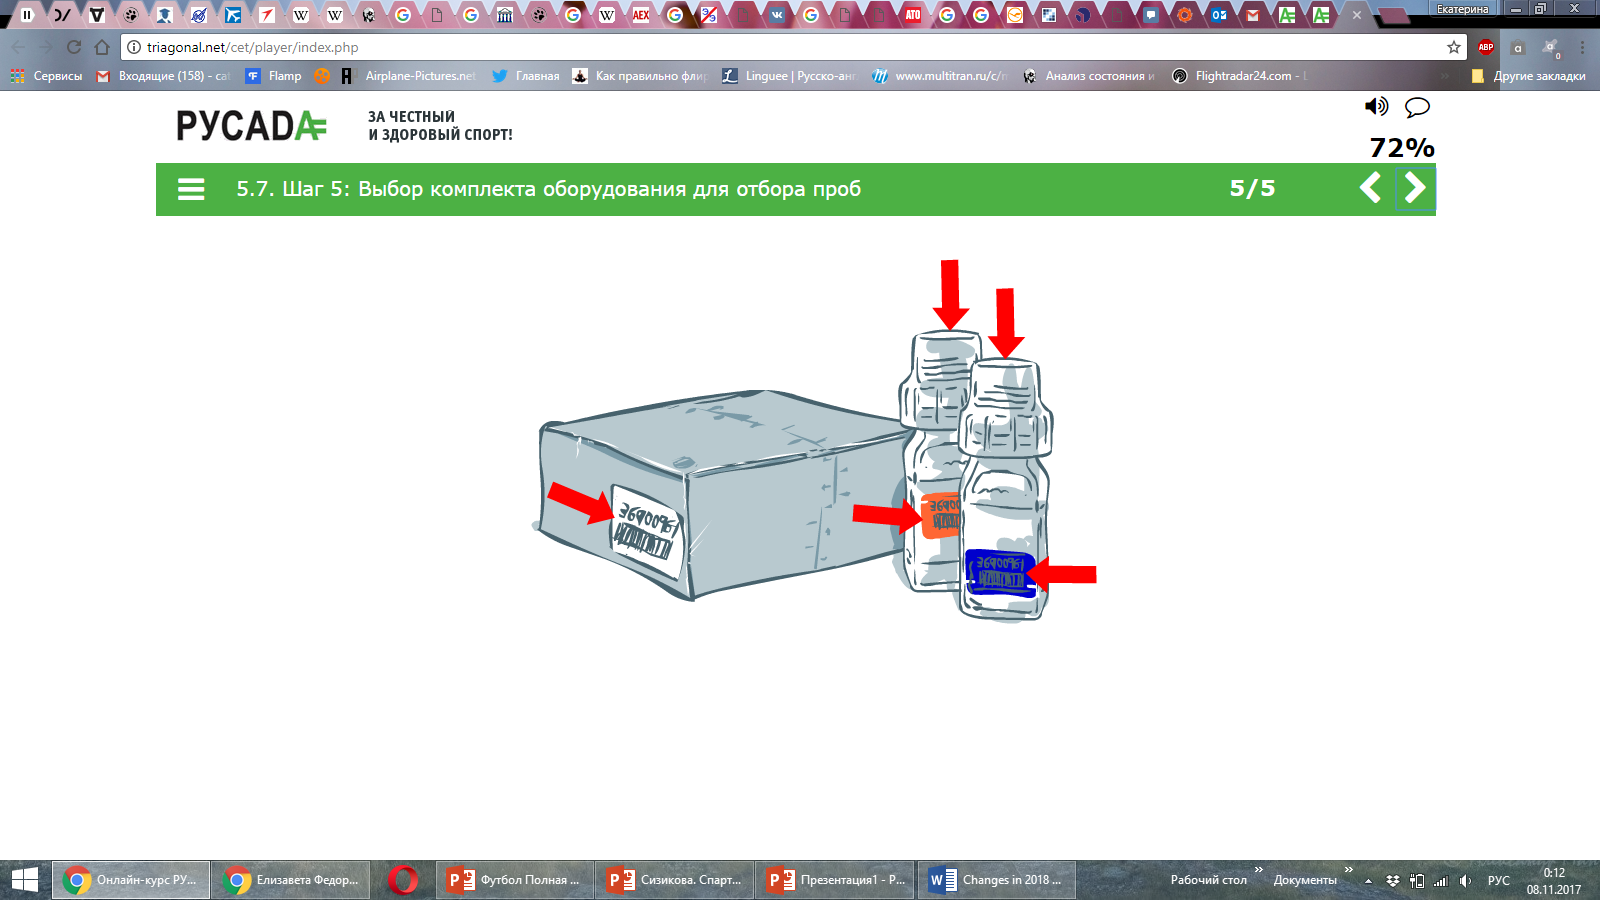 Екатерина
triagonal.net/cet/player/index.php
Сервисы
Входящие (158) - cat
Flamp
Airplane-Pictures.net
Главная
Как правильно флир
Linguee | Русско-анг
www.multitran.ru/c/m
Анализ состояния и
Flightradar24.com - L
Другие закладки
РУСАДА
ЗА ЧЕСТНЫЙ
И ЗДОРОВЫЙ СПОРТ!
72%
5.7. Шаг 5: Выбор комплекта оборудования для отбора проб
5/5
Онлайн-курс РУ...
Елизавета Федор...
Футбол Полная ...
Сизикова. Спарт...
Презентация1 - P...
Changes in 2018 ...
Рабочий стол
Документы
РУС
0:12
08.11.2017